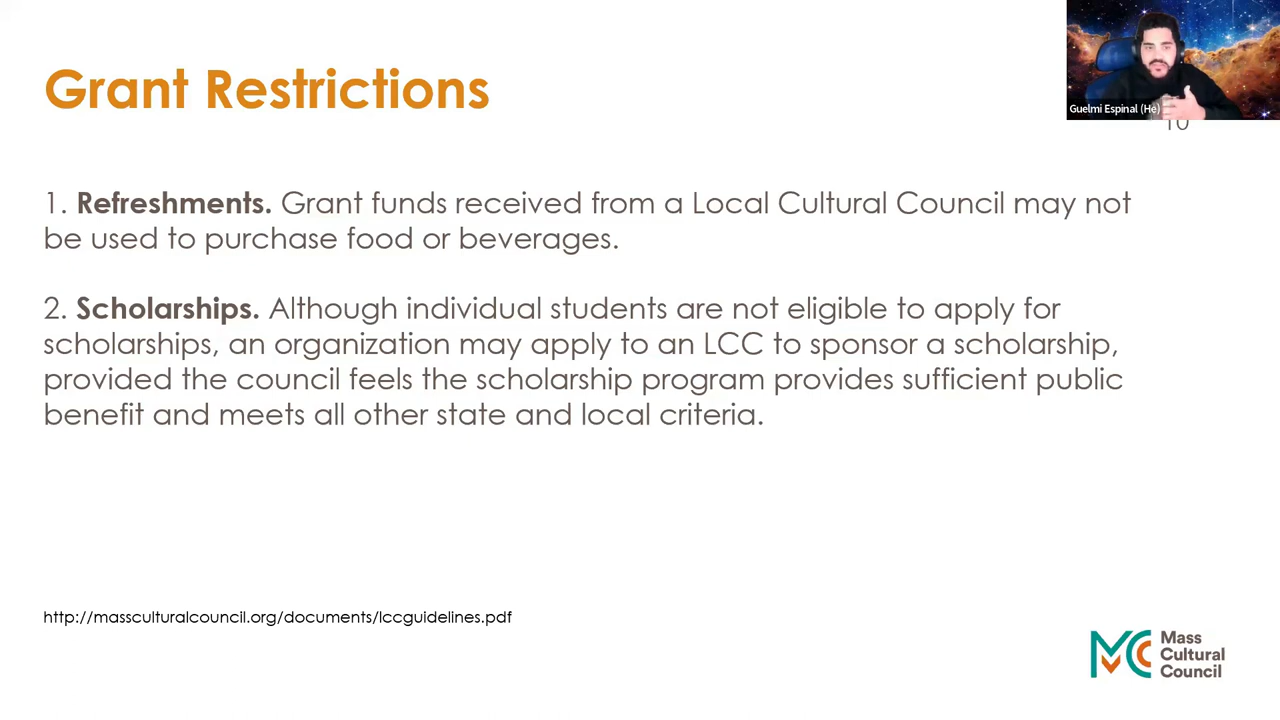 Grant Restrictions
Guelmi Espinal (He)
10
1. Refreshments. Grant funds received from a Local Cultural Council may not
be used to purchase food or beverages.
2. Scholarships. Although individual students are not eligible to apply for
scholarships, an organization may apply to an LCC to sponsor a scholarship,
provided the council feels the scholarship program provides sufficient public
benefit and meets all other state and local criteria.
http://massculturalcouncil.org/documents/lccguidelines.pdf
MCC
Mass
Cultural
Council